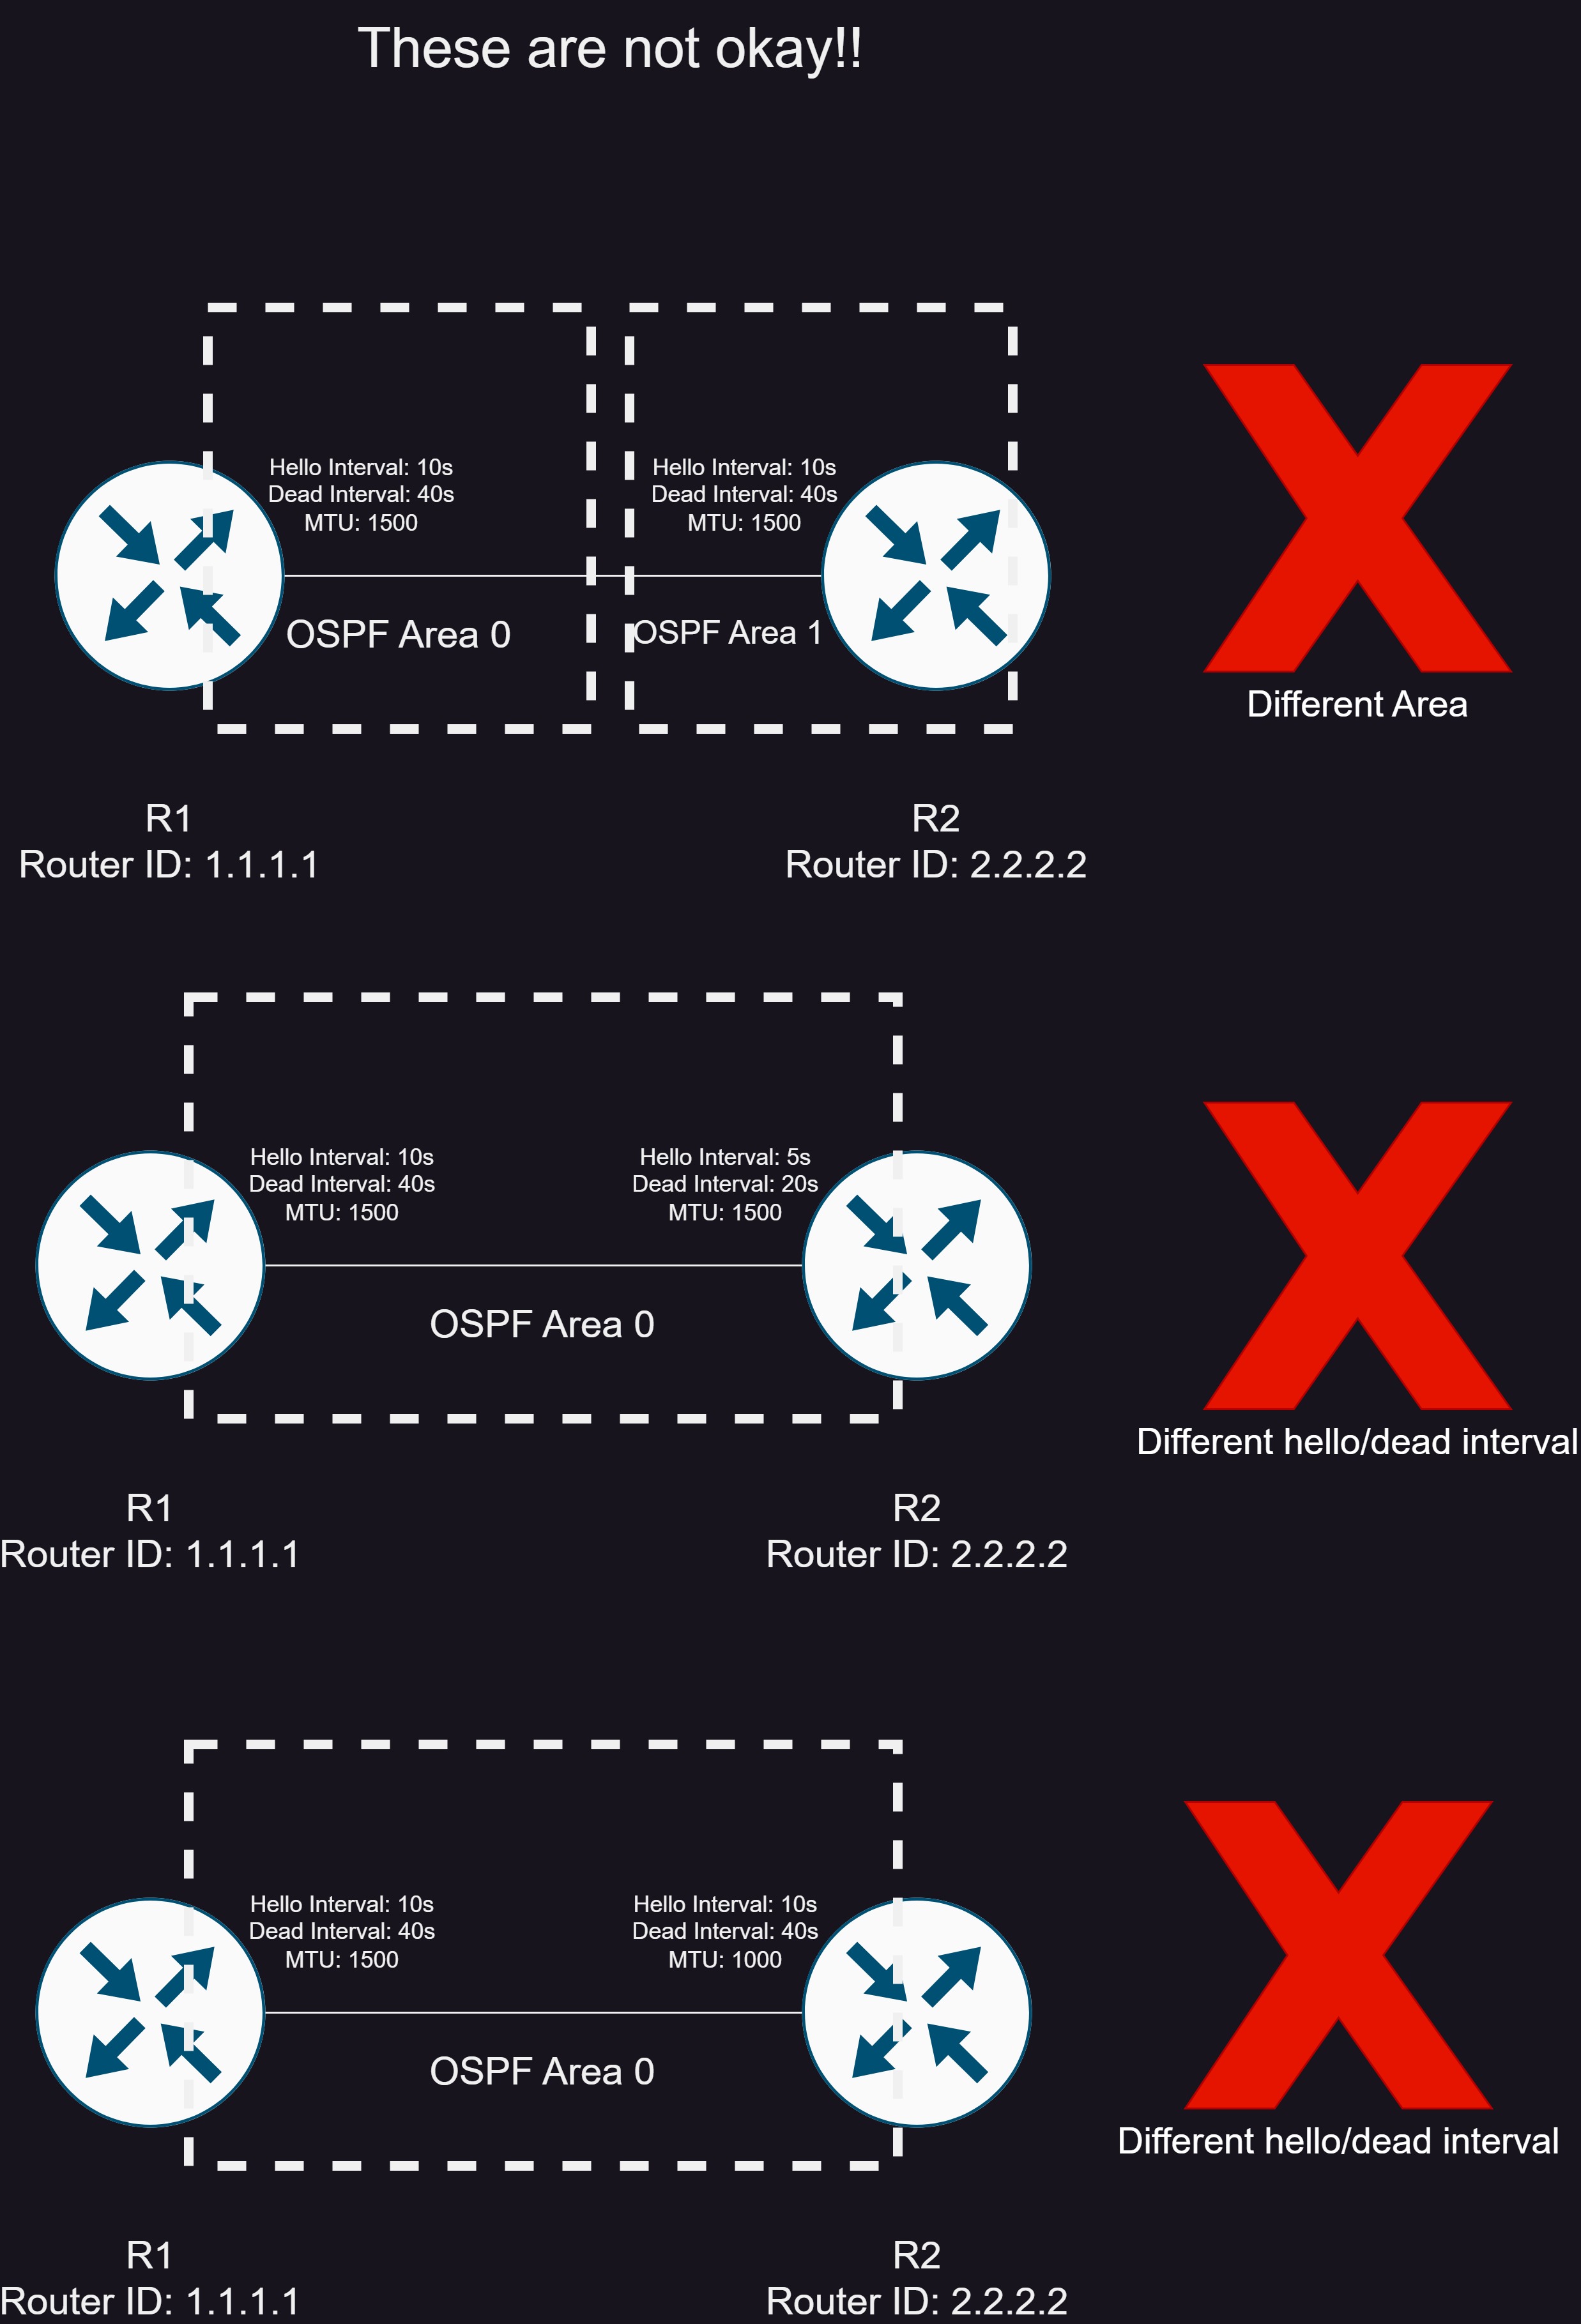 These are not okay!!
Hello Interval: 10s
Dead Interval: 40s
MTU: 1500
Hello Interval: 10s
Dead Interval: 40s
MTU: 1500
OSPF Area 0
OSPF Area 1
Different Area
R1
Router ID: 1.1.1.1
R2
Router ID: 2.2.2.2
Hello Interval: 10s
Dead Interval: 40s
MTU: 1500
Hello Interval: 5s
Dead Interval: 20s
MTU: 1500
OSPF Area 0
Different hello/dead interval
R1
Router ID: 1.1.1.1
R2
Router ID: 2.2.2.2
Hello Interval: 10s
Dead Interval: 40s
MTU: 1500
Hello Interval: 10s
Dead Interval: 40s
MTU: 1000
OSPF Area 0
Different hello/dead interval
R1
Router ID: 1.1.1.1
R2
Router ID: 2.2.2.2